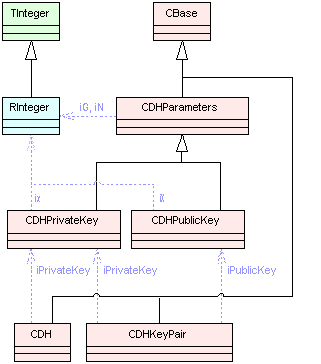 TInteger
CBase
RInteger
iG, iN
CDHParameters
ix
iX
CDHPrivateKey
CDHPublicKey
iPrivateKey
iPrivateKey
iPublicKey
CDH
CDHKeyPair